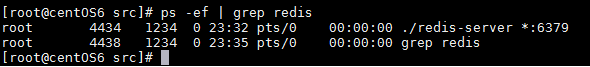 [root@centOS6 src]# ps -ef | grep redis
root      4434  1234  0 23:32 pts/0    00:00:00 ./redis-server *:6379
root      4438  1234  0 23:35 pts/0    00:00:00 grep redis
[root@centOS6 src]#